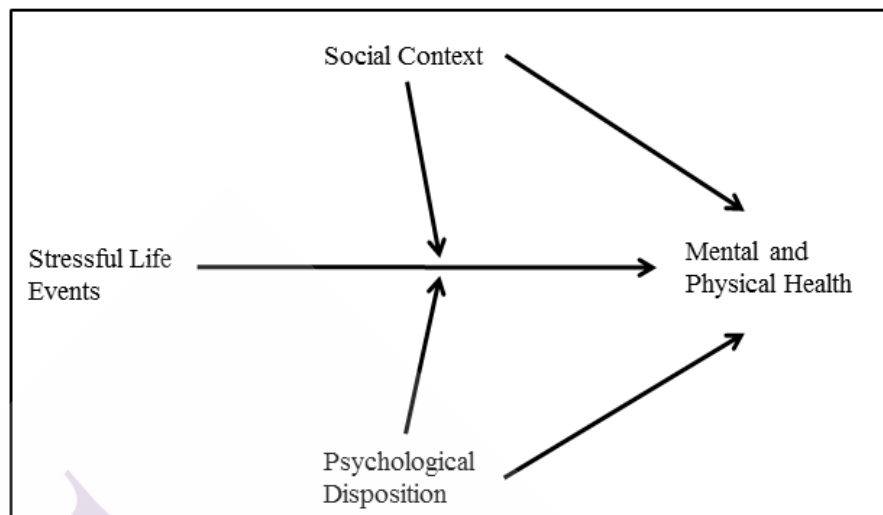 Social Context
Stressful Life
Events
Mental and
Physical Health
Psychological
Disposition